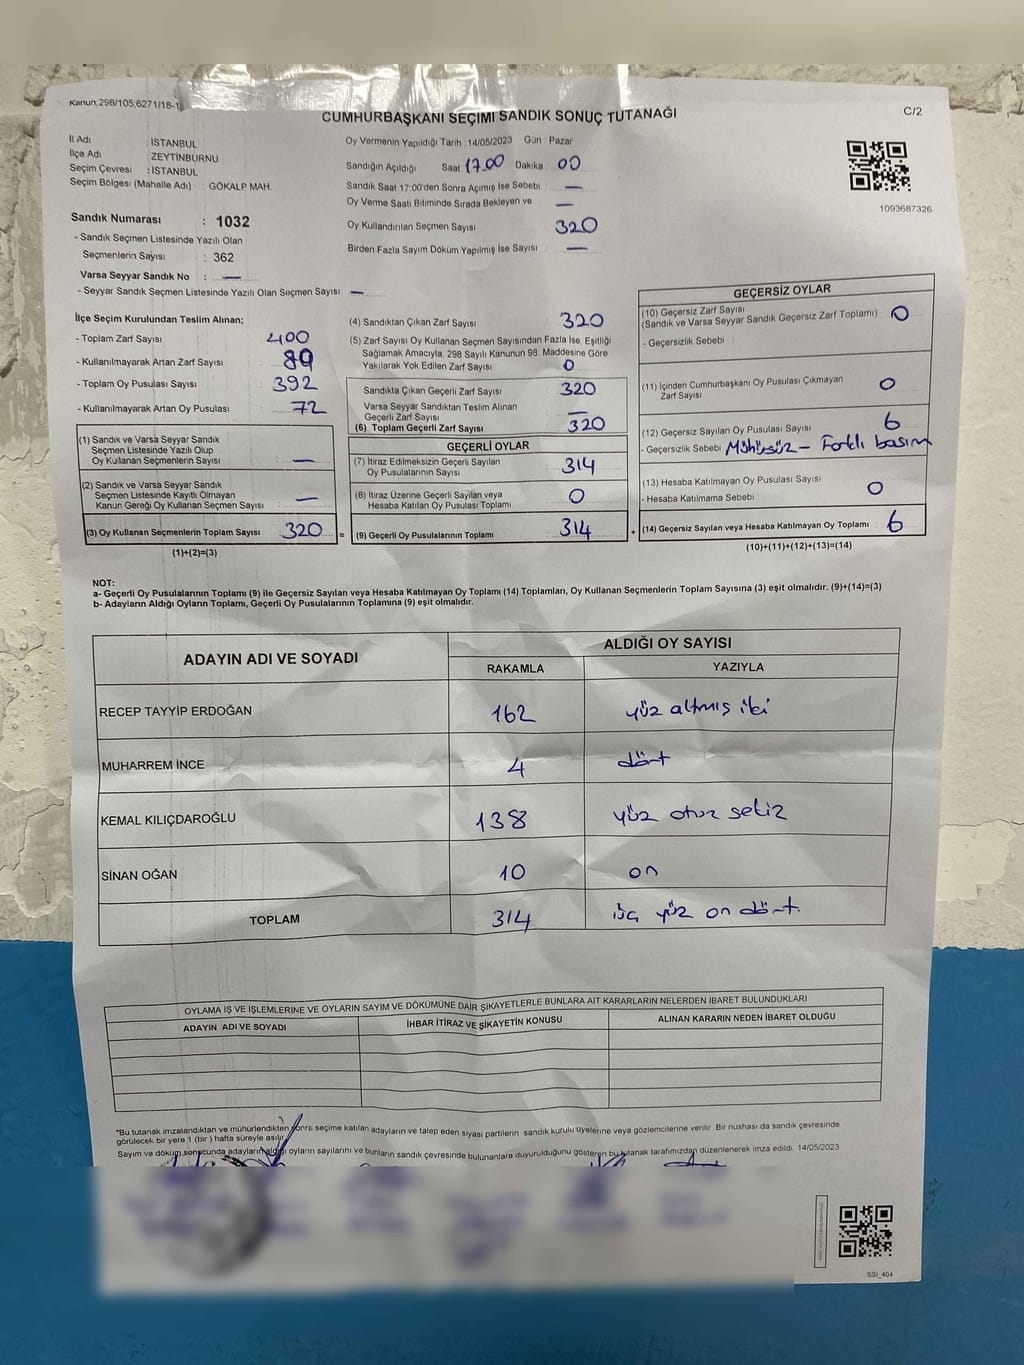 Kanun;298/105,6271/18-1
CUMHURBAŞKANI SEÇİMİ SANDIK SONUÇ TUTANAĞI
C/2
İl Adı : İSTANBUL
İlçe Adı : ZEYTİNBURNU
Seçim Çevresi : İSTANBUL
Seçim Bölgesi (Mahalle Adı) : GÖKALP MAH.
Sandık Numarası : 1032
- Sandık Seçmen Listesinde Yazılı Olan
Seçmenlerin Sayısı : 362
Varsa Seyyar Sandık No : —
- Seyyar Sandık Seçmen Listesinde Yazılı Olan Seçmen Sayısı: —
Oy Vermenin Yapıldığı Tarih : 14/05/2023 Gün : Pazar
Sandığın Açıldığı Saat 17.00 Dakika 00
Sandık Saat 17:00'den Sonra Açımış İse Sebebi : —
Oy Verme Saati Bitiminde Sırada Bekleyen ve —
Oy Kullandırılan Seçmen Sayısı 320
Birden Fazla Sayım Döküm Yapılmış İse Sayısı : —
1093687326
İlçe Seçim Kurulundan Teslim Alınan;
- Toplam Zarf Sayısı : 400
- Kullanılmayarak Artan Zarf Sayısı :
- Toplam Oy Pusulası Sayısı : 392
- Kullanılmayarak Artan Oy Pusulası : 72
(1) Sandık ve Varsa Seyyar Sandık
Seçmen Listesinde Yazılı Olup
Oy Kullanan Seçmenlerin Sayısı : —
(2) Sandık ve Varsa Seyyar Sandık
Seçmen Listesinde Kayıtlı Olmayan
Kanun Gereği Oy Kullanan Seçmen Sayısı : —
(3) Oy Kullanan Seçmenlerin Toplam Sayısı : 320
(1)+(2)=(3)
(4) Sandıktan Çıkan Zarf Sayısı : 320
(5) Zarf Sayısı Oy Kullanan Seçmen Sayısından Fazla İse, Eşitliği
Sağlamak Amacıyla, 298 Sayılı Kanunun 98. Maddesine Göre
Yakılarak Yok Edilen Zarf Sayısı : 0
Sandıkta Çıkan Geçerli Zarf Sayısı : 320
Varsa Seyyar Sandıktan Teslim Alınan
Geçerli Zarf Sayısı : —
(6) Toplam Geçerli Zarf Sayısı : 320
GEÇERLİ OYLAR
(7) İtiraz Edilmeksizin Geçerli Sayılan
Oy Pusulalarının Sayısı : 314
(8) İtiraz Üzerine Geçerli Sayılan veya
Hesaba Katılan Oy Pusulası Toplamı : 0
= (9) Geçerli Oy Pusulalarının Toplamı : 314
GEÇERSİZ OYLAR
(10) Geçersiz Zarf Sayısı
(Sandık ve Varsa Seyyar Sandık Geçersiz Zarf Toplamı) : 0
- Geçersizlik Sebebi :
(11) İçinden Cumhurbaşkanı Oy Pusulası Çıkmayan
Zarf Sayısı : 0
(12) Geçersiz Sayılan Oy Pusulası Sayısı : 6
- Geçersizlik Sebebi : Mühürsüz – Farklı basım
(13) Hesaba Katılmayan Oy Pusulası Sayısı : 0
- Hesaba Katılmama Sebebi :
+ (14) Geçersiz Sayılan veya Hesaba Katılmayan Oy Toplamı : 6
(10)+(11)+(12)+(13)=(14)
NOT:
a- Geçerli Oy Pusulalarının Toplamı (9) ile Geçersiz Sayılan veya Hesaba Katılmayan Oy Toplamı (14) Toplamları, Oy Kullanan Seçmenlerin Toplam Sayısına (3) eşit olmalıdır. (9)+(14)=(3)
b- Adayların Aldığı Oyların Toplamı, Geçerli Oy Pusulalarının Toplamına (9) eşit olmalıdır.
ADAYIN ADI VE SOYADI ALDIĞI OY SAYISI
RAKAMLA YAZIYLA
RECEP TAYYİP ERDOĞAN 162 yüz altmış iki
MUHARREM İNCE 4 dört
KEMAL KILIÇDAROĞLU 138 yüz otuz sekiz
SİNAN OĞAN 10 on
TOPLAM 314 üç yüz on dört.
OYLAMA İŞ VE İŞLEMLERİNE VE OYLARIN SAYIM VE DÖKÜMÜNE DAİR ŞİKAYETLERLE BUNLARA AİT KARARLARIN NELERDEN İBARET BULUNDUKLARI
ADAYIN ADI VE SOYADI İHBAR İTİRAZ VE ŞİKAYETİN KONUSU ALINAN KARARIN NEDEN İBARET OLDUĞU
*Bu tutanak imzalandıktan ve mühürlendikten sonra seçime katılan adayların ve talep eden siyasi partilerin sandık kurulu üyelerine veya gözlemcilerine verilir. Bir nüshası da sandık çevresinde
görülecek bir yere 1 (bir ) hafta süreyle asılır.
Sayım ve döküm sonucunda adayların aldığı oyların sayılarını ve bunların sandık çevresinde bulunanlara duyurulduğunu gösteren bu tutanak tarafımızdan düzenlenerek imza edildi. 14/05/2023
SSI_404